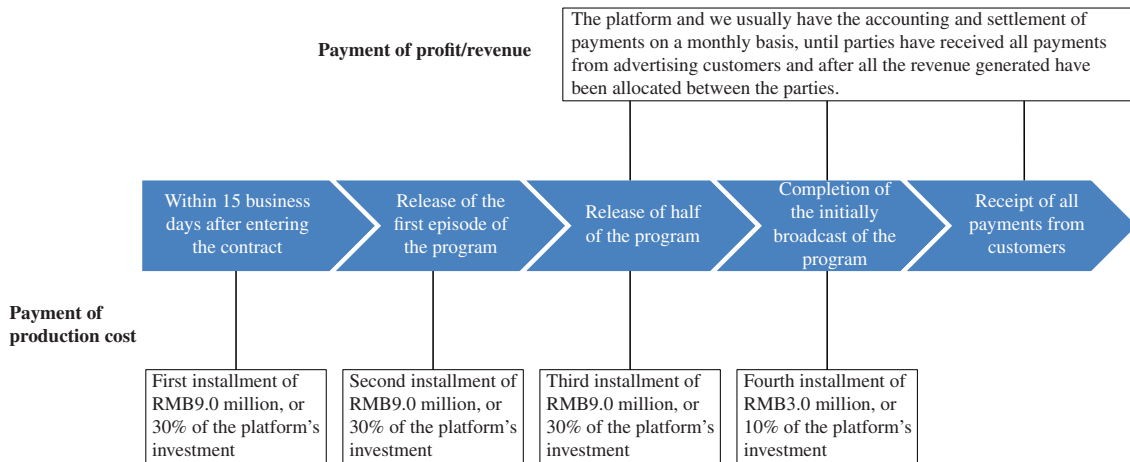 The platform and we usually have the accounting and settlement of
payments on a monthly basis, until parties have received all payments
from advertising customers and after all the revenue generated have
been allocated between the parties.
Payment of profit/revenue
Within 15 business
days after entering
the contract
Release of the
first episode of
the program
Release of half
of the program
Completion of
the initially
broadcast of the
program
Receipt of all
payments from
customers
Payment of
production cost
First installment of
RMB9.0 million, or
30% of the platform's
investment
Second installment of
RMB9.0 million, or
30% of the platform's
investment
Third installment of
RMB9.0 million, or
30% of the platform's
investment
Fourth installment of
RMB3.0 million, or
10% of the platform's
investment